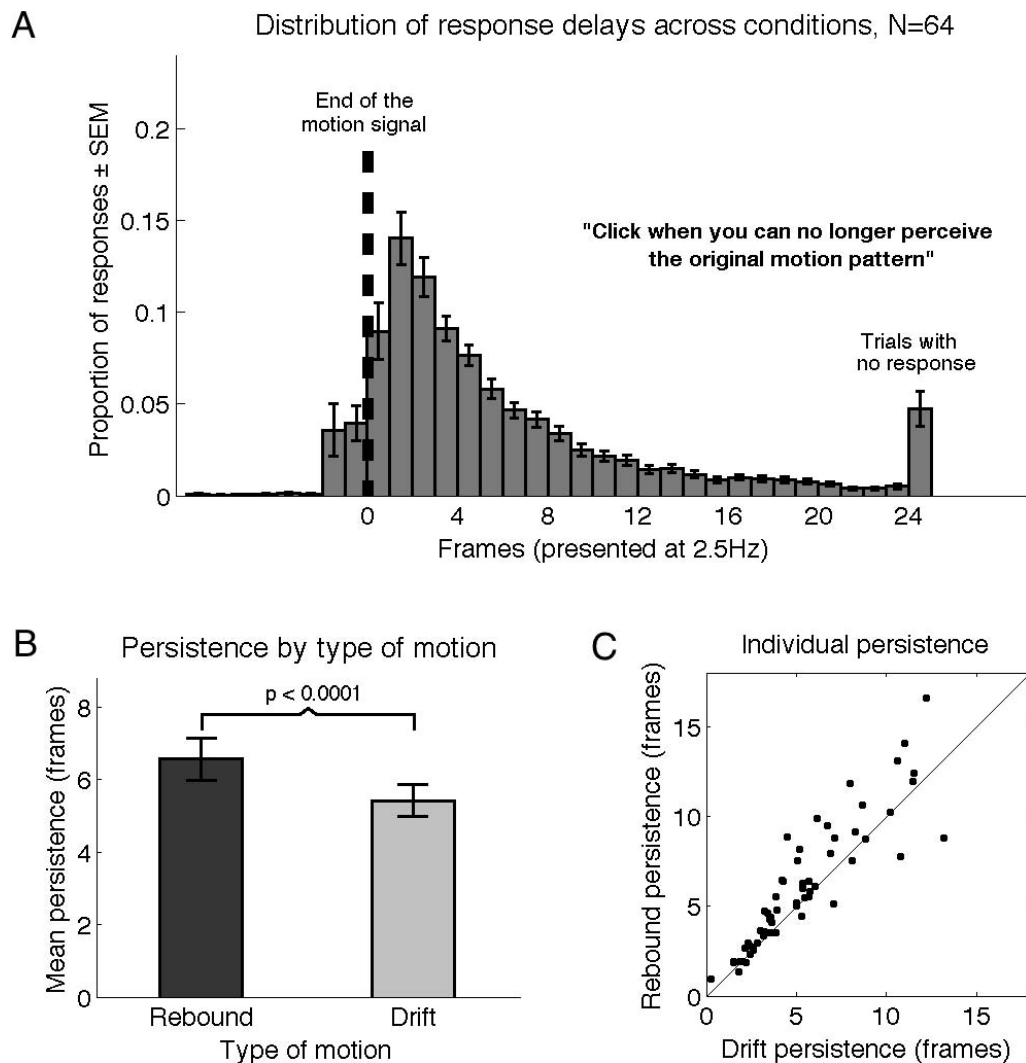 A
Distribution of response delays across conditions, N=64
Proportion of responses ± SEM
0.2
0.15
0.1
0.05
0
End of the
motion signal
"Click when you can no longer perceive
the original motion pattern"
Trials with
no response
0 4 8 12 16 20 24
Frames (presented at 2.5Hz)
B
Persistence by type of motion
Mean persistence (frames)
8
6
4
2
0
p < 0.0001
Rebound Drift
Type of motion
C
Individual persistence
Rebound persistence (frames)
15
10
5
0
0 5 10 15
Drift persistence (frames)